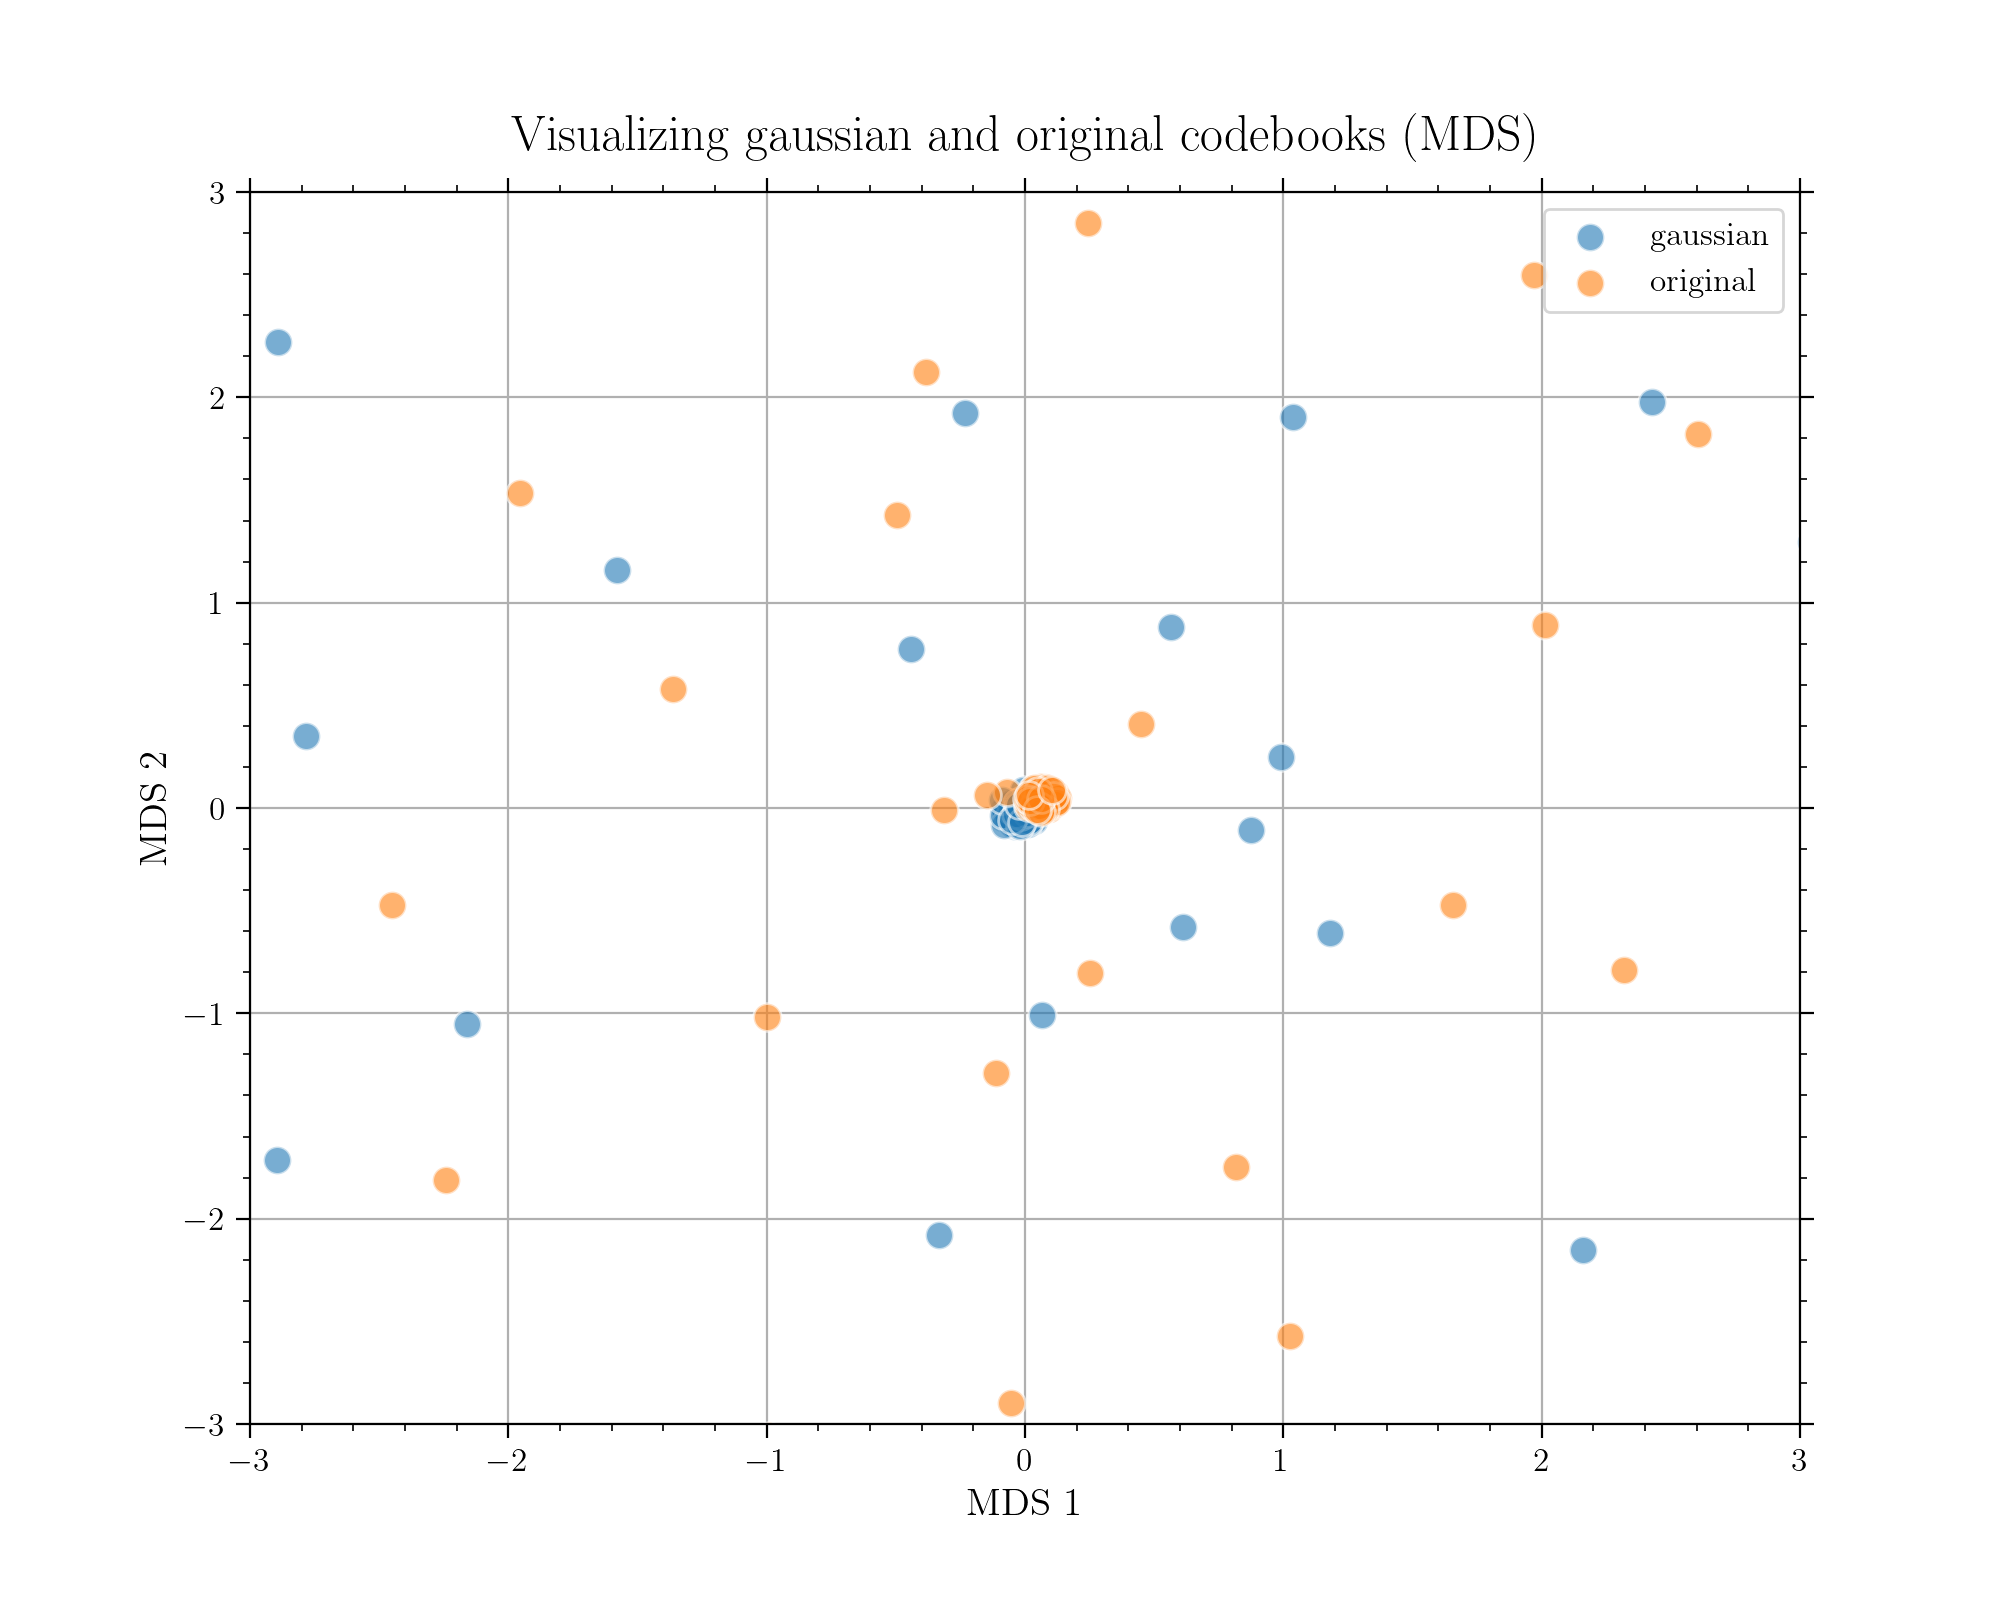 Visualizing gaussian and original codebooks (MDS)
gaussian
original
3
2
1
0
−1
−2
−3
MDS 2
−3
−2
−1
0
1
2
3
MDS 1